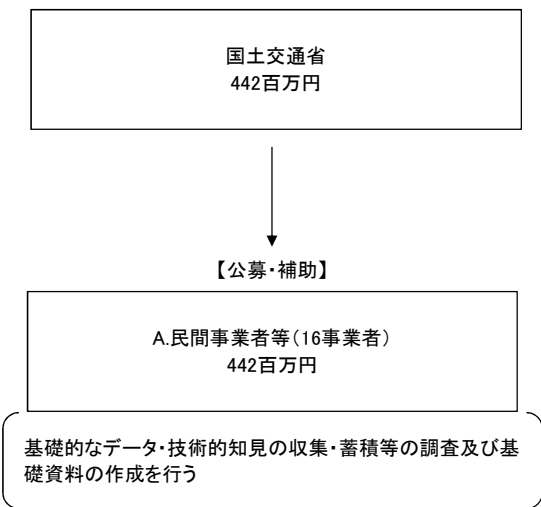 国土交通省
442百万円
【公募・補助】
A.民間事業者等(16事業者)
442百万円
基礎的なデータ・技術的知見の収集・蓄積等の調査及び基
礎資料の作成を行う